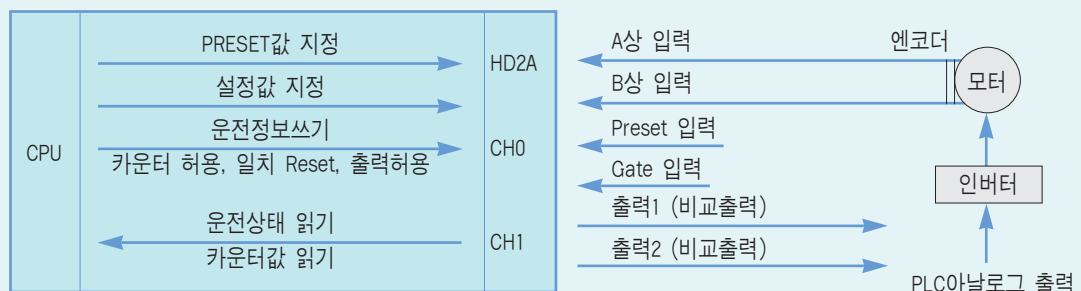 PRESET값 지정
설정값 지정
운전정보쓰기
카운터 허용, 일치 Reset, 출력허용
CPU
운전상태 읽기
카운터값 읽기
HD2A
CH0
CH1
A상 입력
B상 입력
Preset 입력
Gate 입력
출력1 (비교출력)
출력2 (비교출력)
엔코더
모터
인버터
PLC아날로그 출력